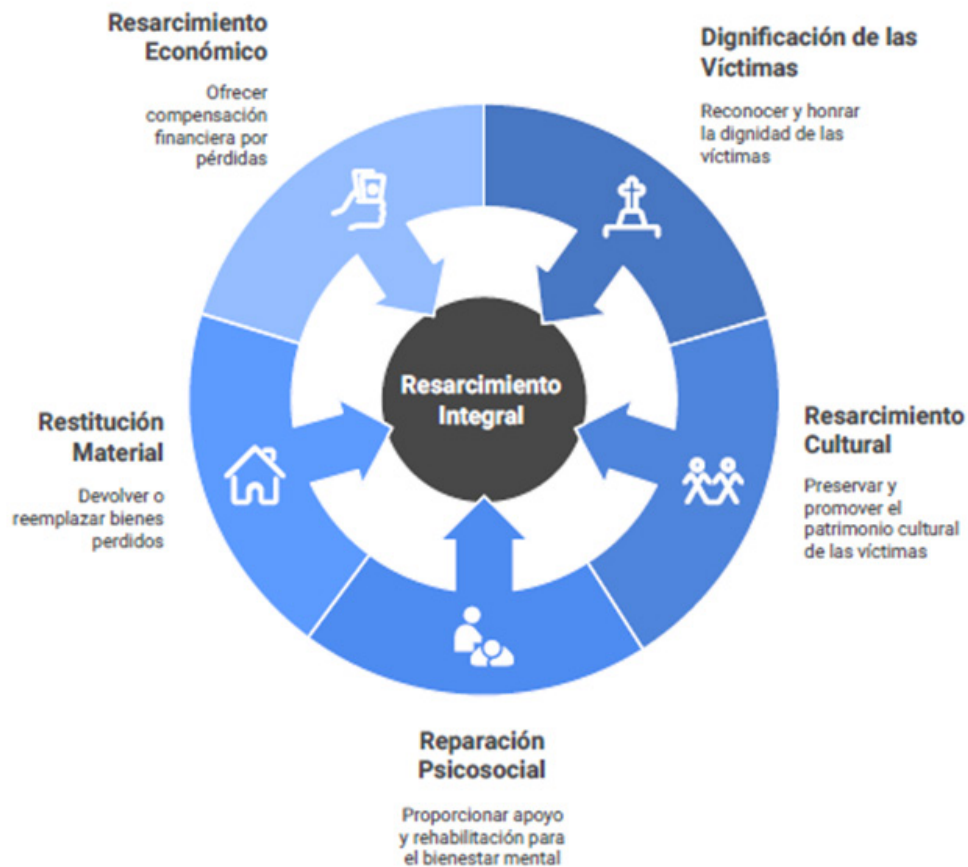 Resarcimiento
Económico
Ofrecer
compensación
financiera por
pérdidas
Dignificación de las
Víctimas
Reconocer y honrar
la dignidad de las
víctimas
Resarcimiento
Integral
Restitución
Material
Devolver o
reemplazar bienes
perdidos
Resarcimiento
Cultural
Preservar y
promover el
patrimonio cultural
de las víctimas
Reparación
Psicosocial
Proporcionar apoyo
y rehabilitación para
el bienestar mental